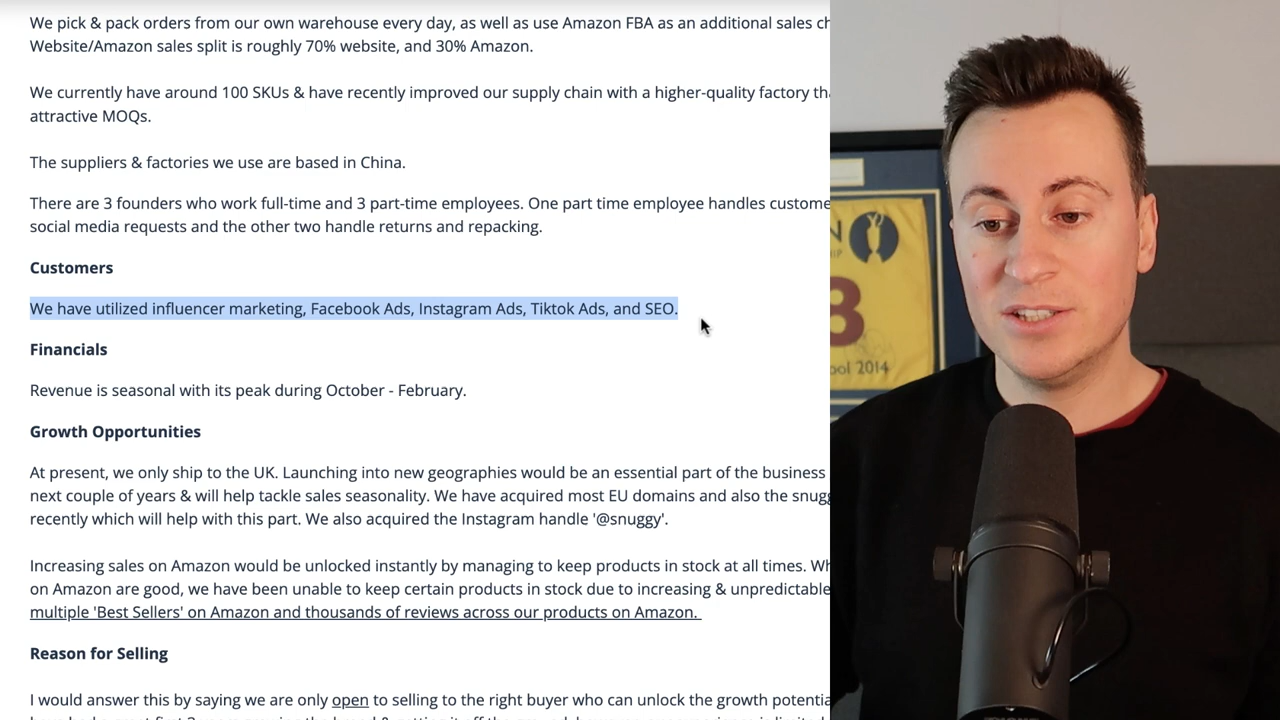 We pick & pack orders from our own warehouse every day, as well as use Amazon FBA as an additional sales
Website/Amazon sales split is roughly 70% website, and 30% Amazon.
We currently have around 100 SKUs & have recently improved our supply chain with a higher-quality factory
attractive MOQs.
The suppliers & factories we use are based in China.
There are 3 founders who work full-time and 3 part-time employees. One part time employee handles
social media requests and the other two handle returns and repacking.
Customers
We have utilized influencer marketing, Facebook Ads, Instagram Ads, Tiktok Ads, and SEO.
Financials
Revenue is seasonal with its peak during October - February.
Growth Opportunities
At present, we only ship to the UK. Launching into new geographies would be an essential part of the business
next couple of years & will help tackle sales seasonality. We have acquired most EU domains and also the
recently which will help with this part. We also acquired the Instagram handle '@snuggy'.
Increasing sales on Amazon would be unlocked instantly by managing to keep products in stock at all times.
on Amazon are good, we have been unable to keep certain products in stock due to increasing & unpredictable
multiple 'Best Sellers' on Amazon and thousands of reviews across our products on Amazon.
Reason for Selling
I would answer this by saying we are only open to selling to the right buyer who can unlock the growth
8
2014